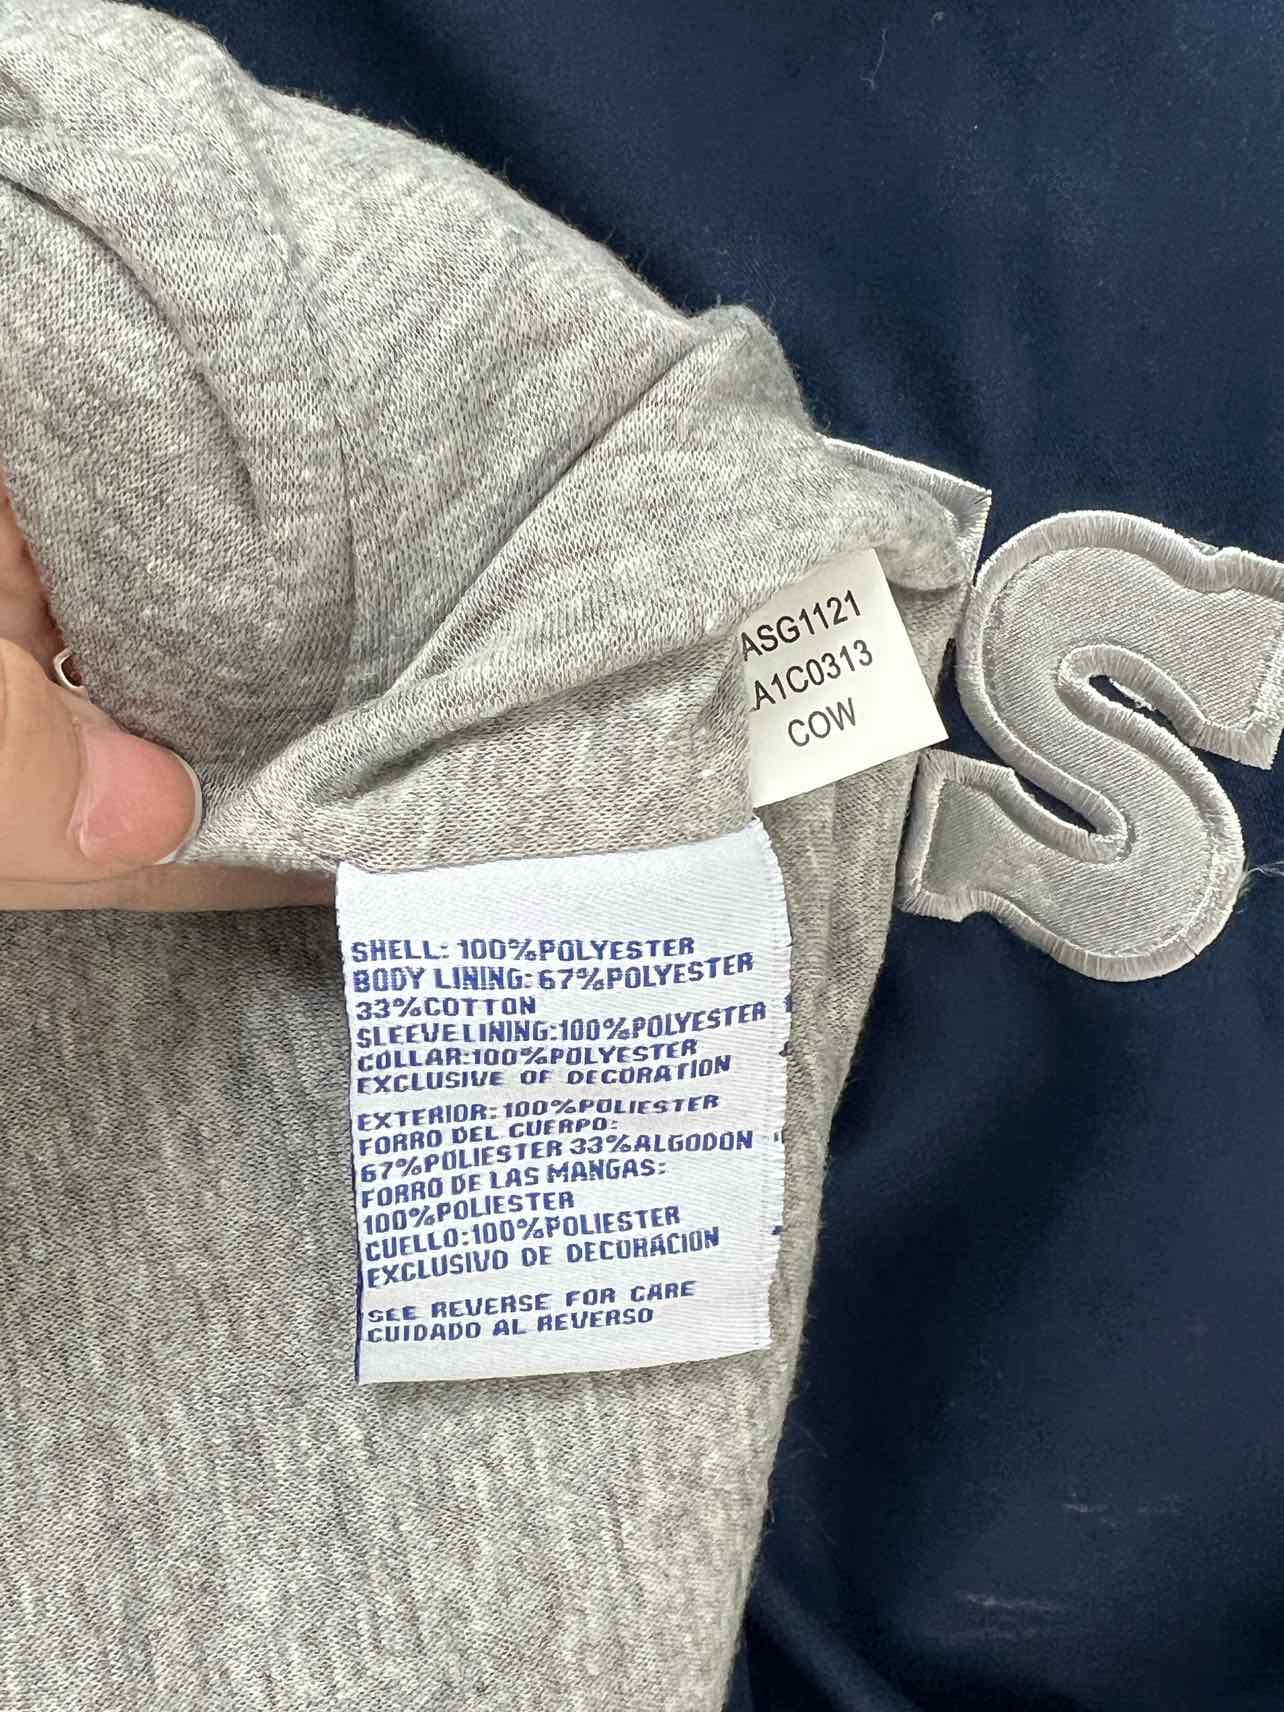 ASG1121
A1C0313
COW
S
SHELL: 100%POLYESTER
BODY LINING: 67%POLYESTER
33%COTTON
SLEEVELINING:100%POLYESTER
COLLAR:100%POLYESTER
EXCLUSIVE OF DECORATION
EXTERIOR: 100%POLIESTER
FORRO DEL CUERPO:
67%POLIESTER 33%ALGODON
FORRO DE LAS MANGAS:
100%POLIESTER
CUELLO:100%POLIESTER
EXCLUSIVO DE DECORACION
SEE REVERSE FOR CARE
CUIDADO AL REVERSO